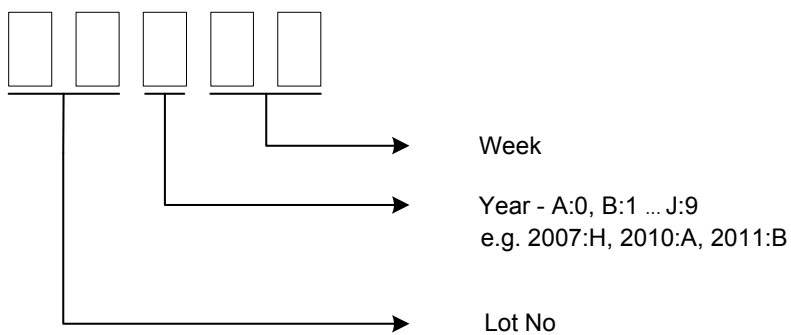 Week
Year - A:0, B:1 ... J:9
e.g. 2007:H, 2010:A, 2011:B
Lot No